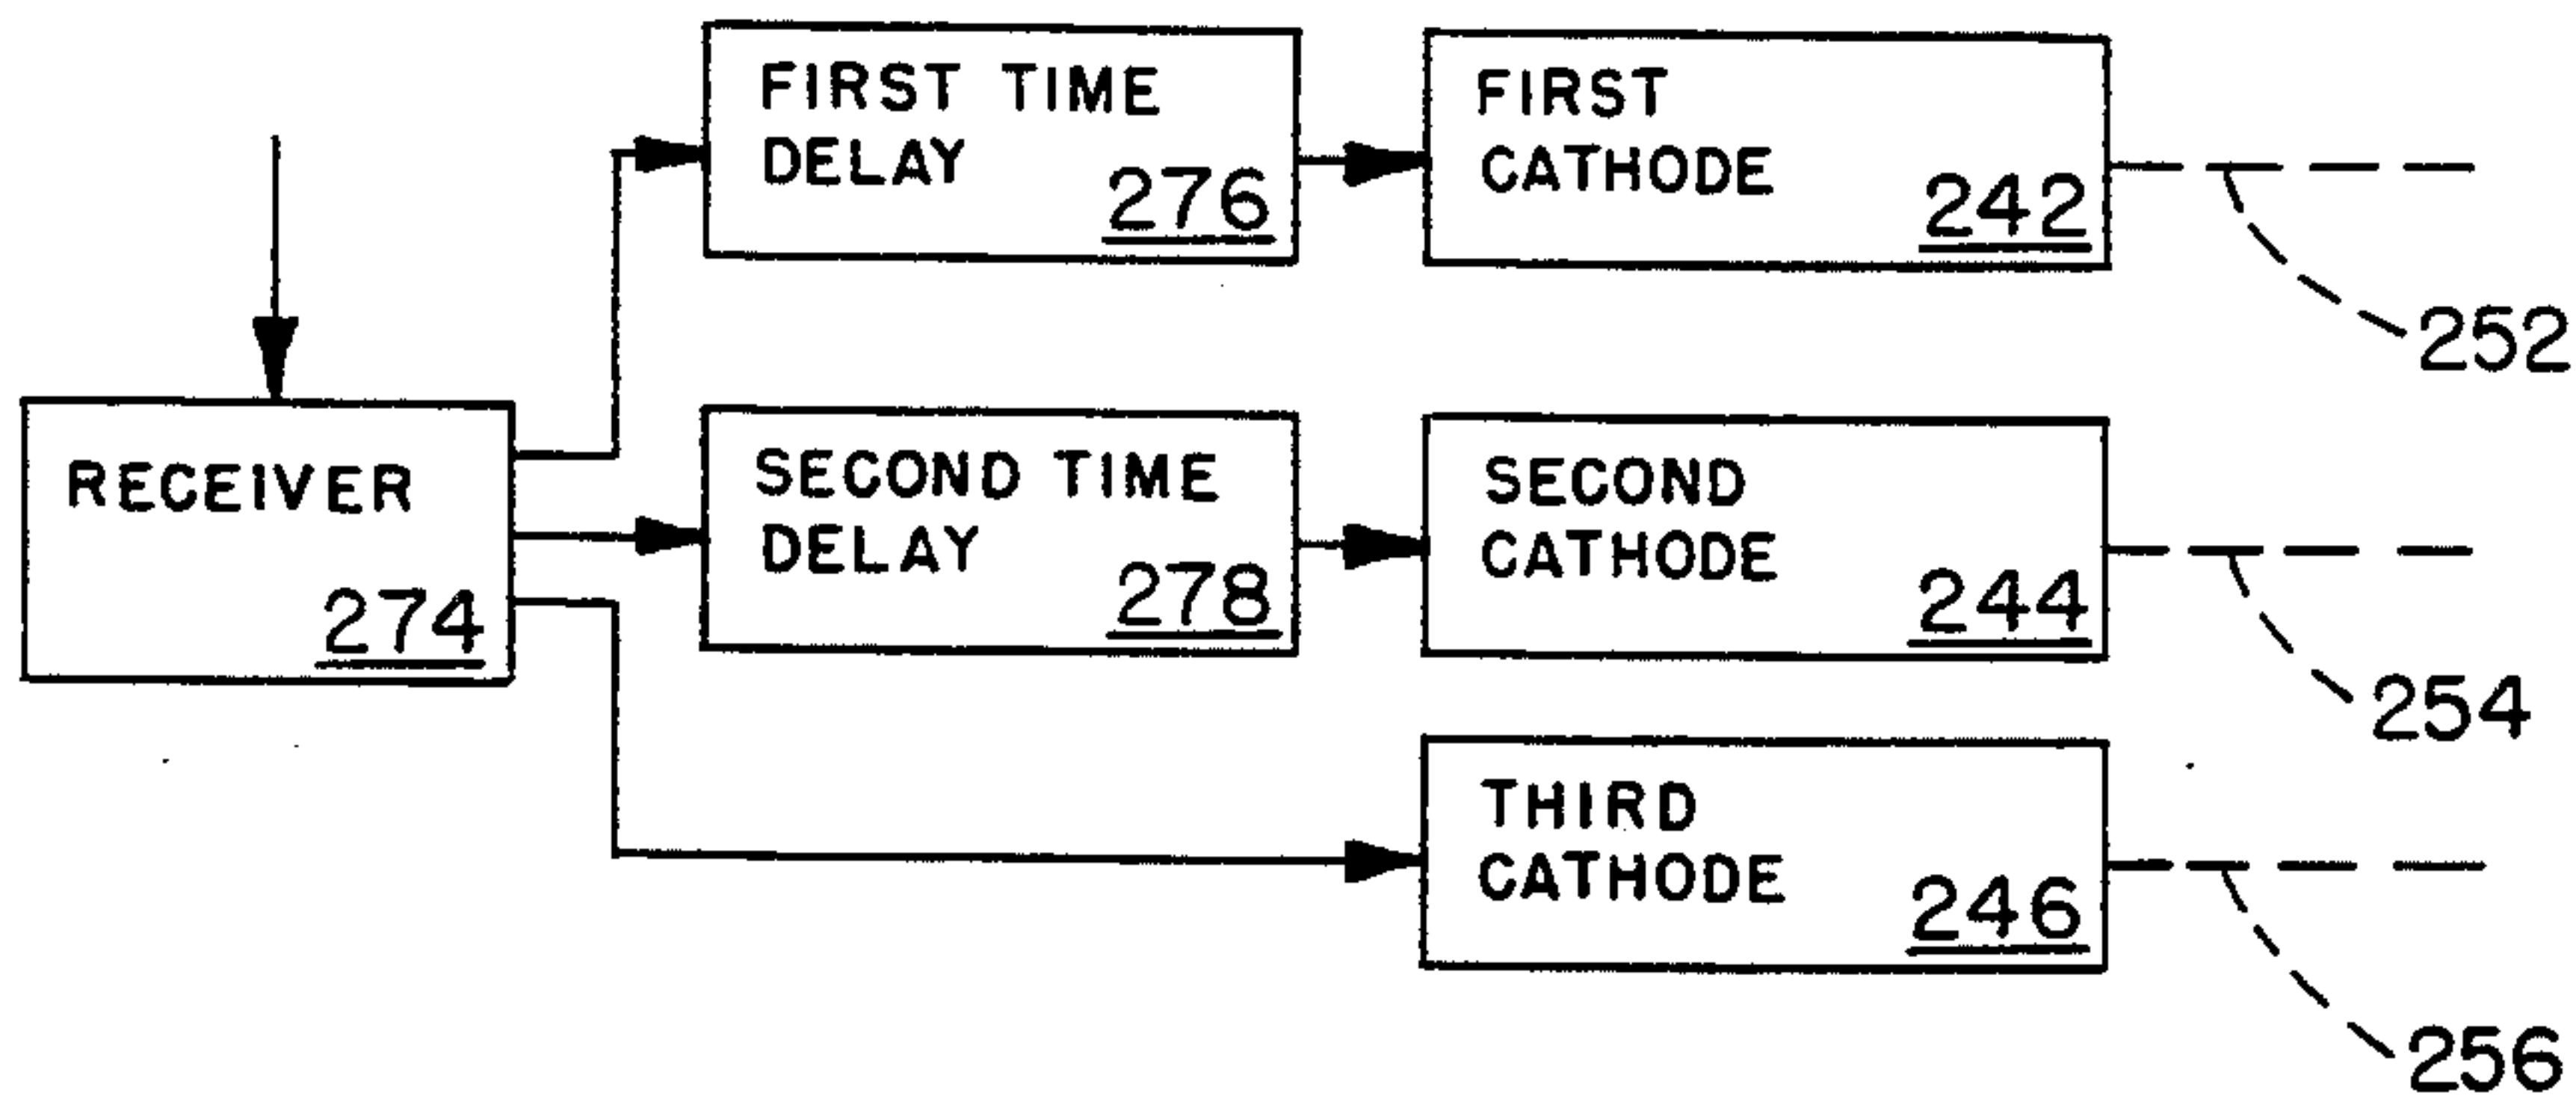 FIRST TIME
DELAY
276
FIRST
CATHODE
242
252
RECEIVER
274
SECOND TIME
DELAY
278
SECOND
CATHODE
244
254
THIRD
CATHODE
246
256